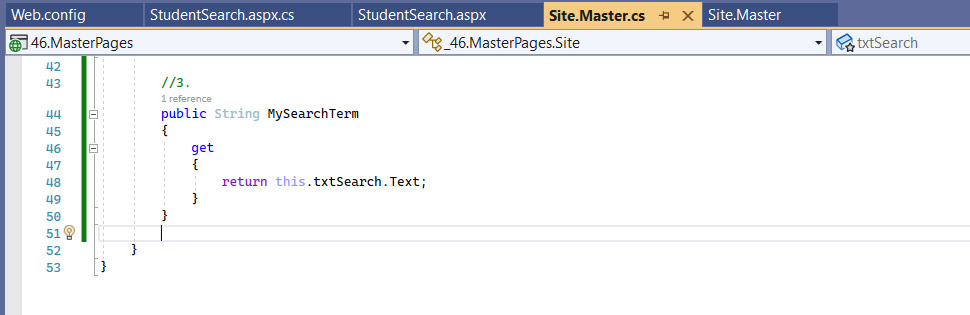 Web.config StudentSearch.aspx.cs StudentSearch.aspx Site.Master.cs Site.Master
46.MasterPages _46.MasterPages.Site txtSearch
42
43 //3.
1 reference
44 public String MySearchTerm
45 {
46 get
47 {
48 return this.txtSearch.Text;
49 }
50 }
51
52 }
53 }